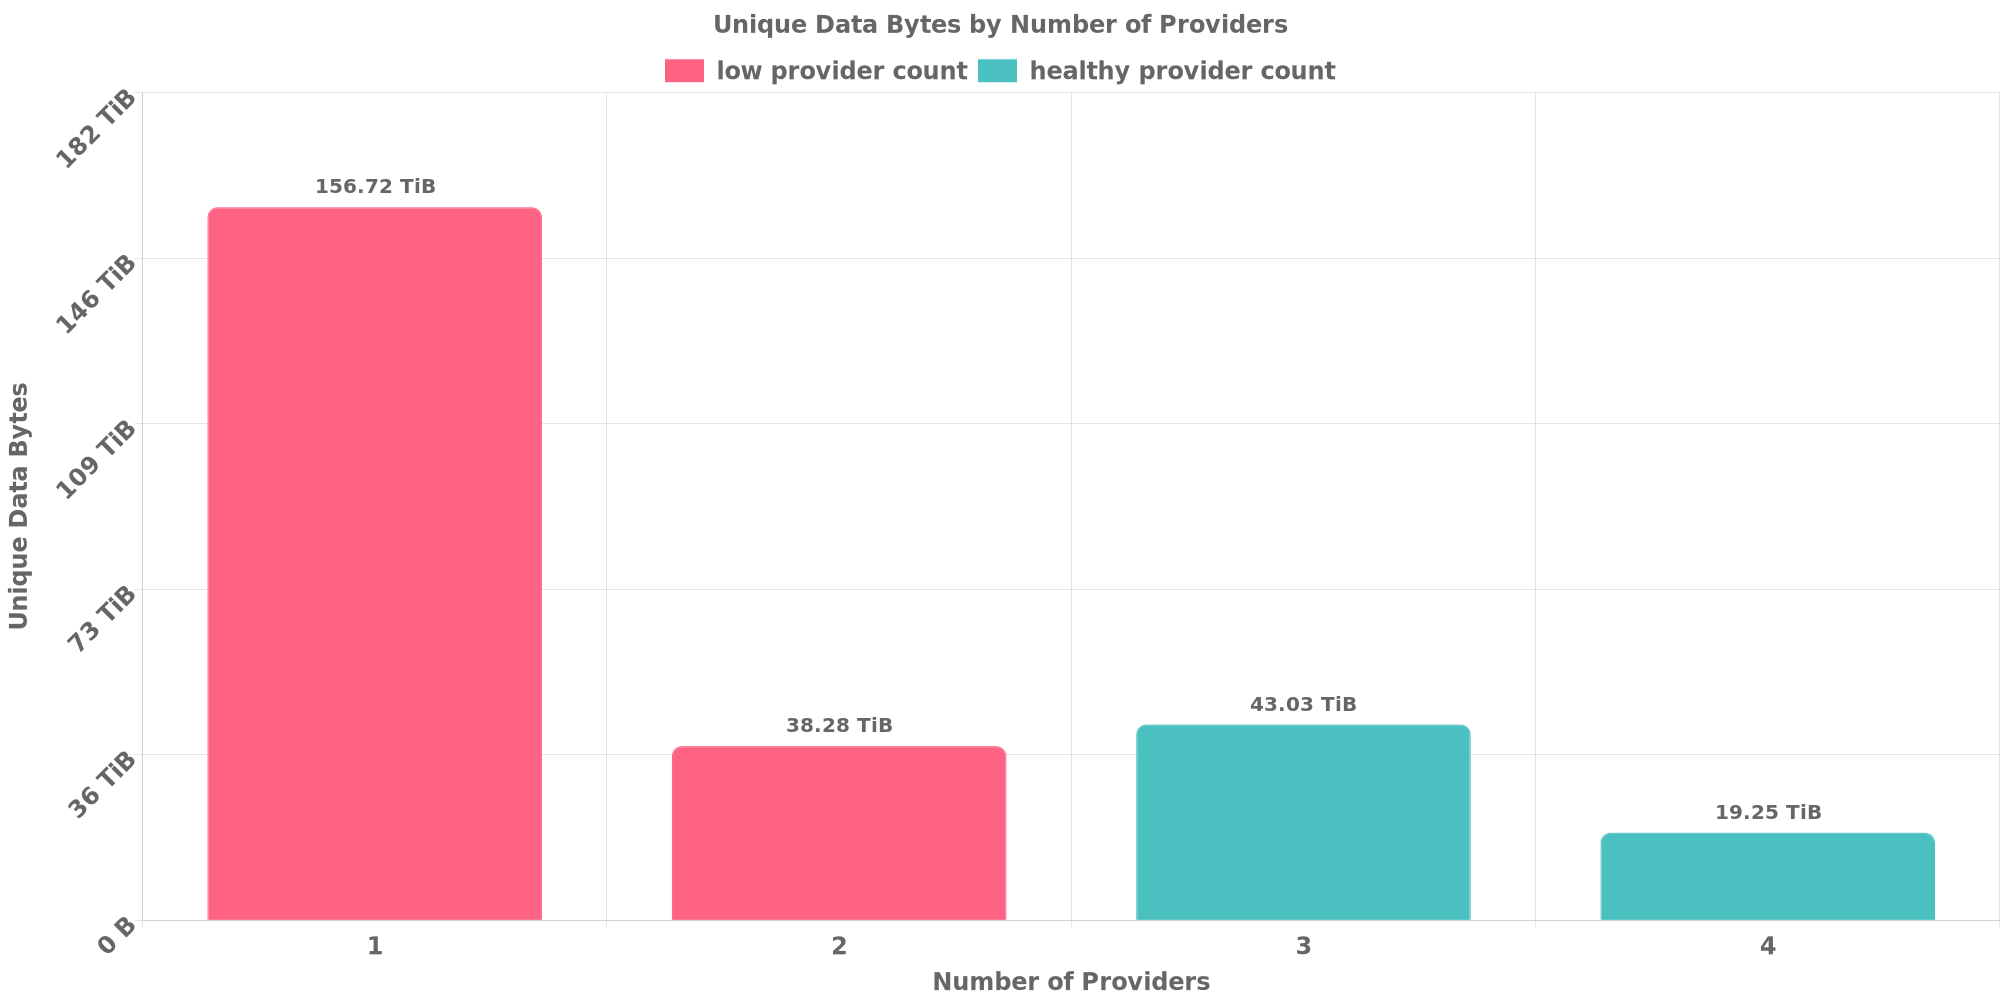 Unique Data Bytes by Number of Providers
low provider count healthy provider count
182 TiB
146 TiB
109 TiB
73 TiB
36 TiB
0 B
Unique Data Bytes
156.72 TiB
38.28 TiB
43.03 TiB
19.25 TiB
1 2 3 4
Number of Providers